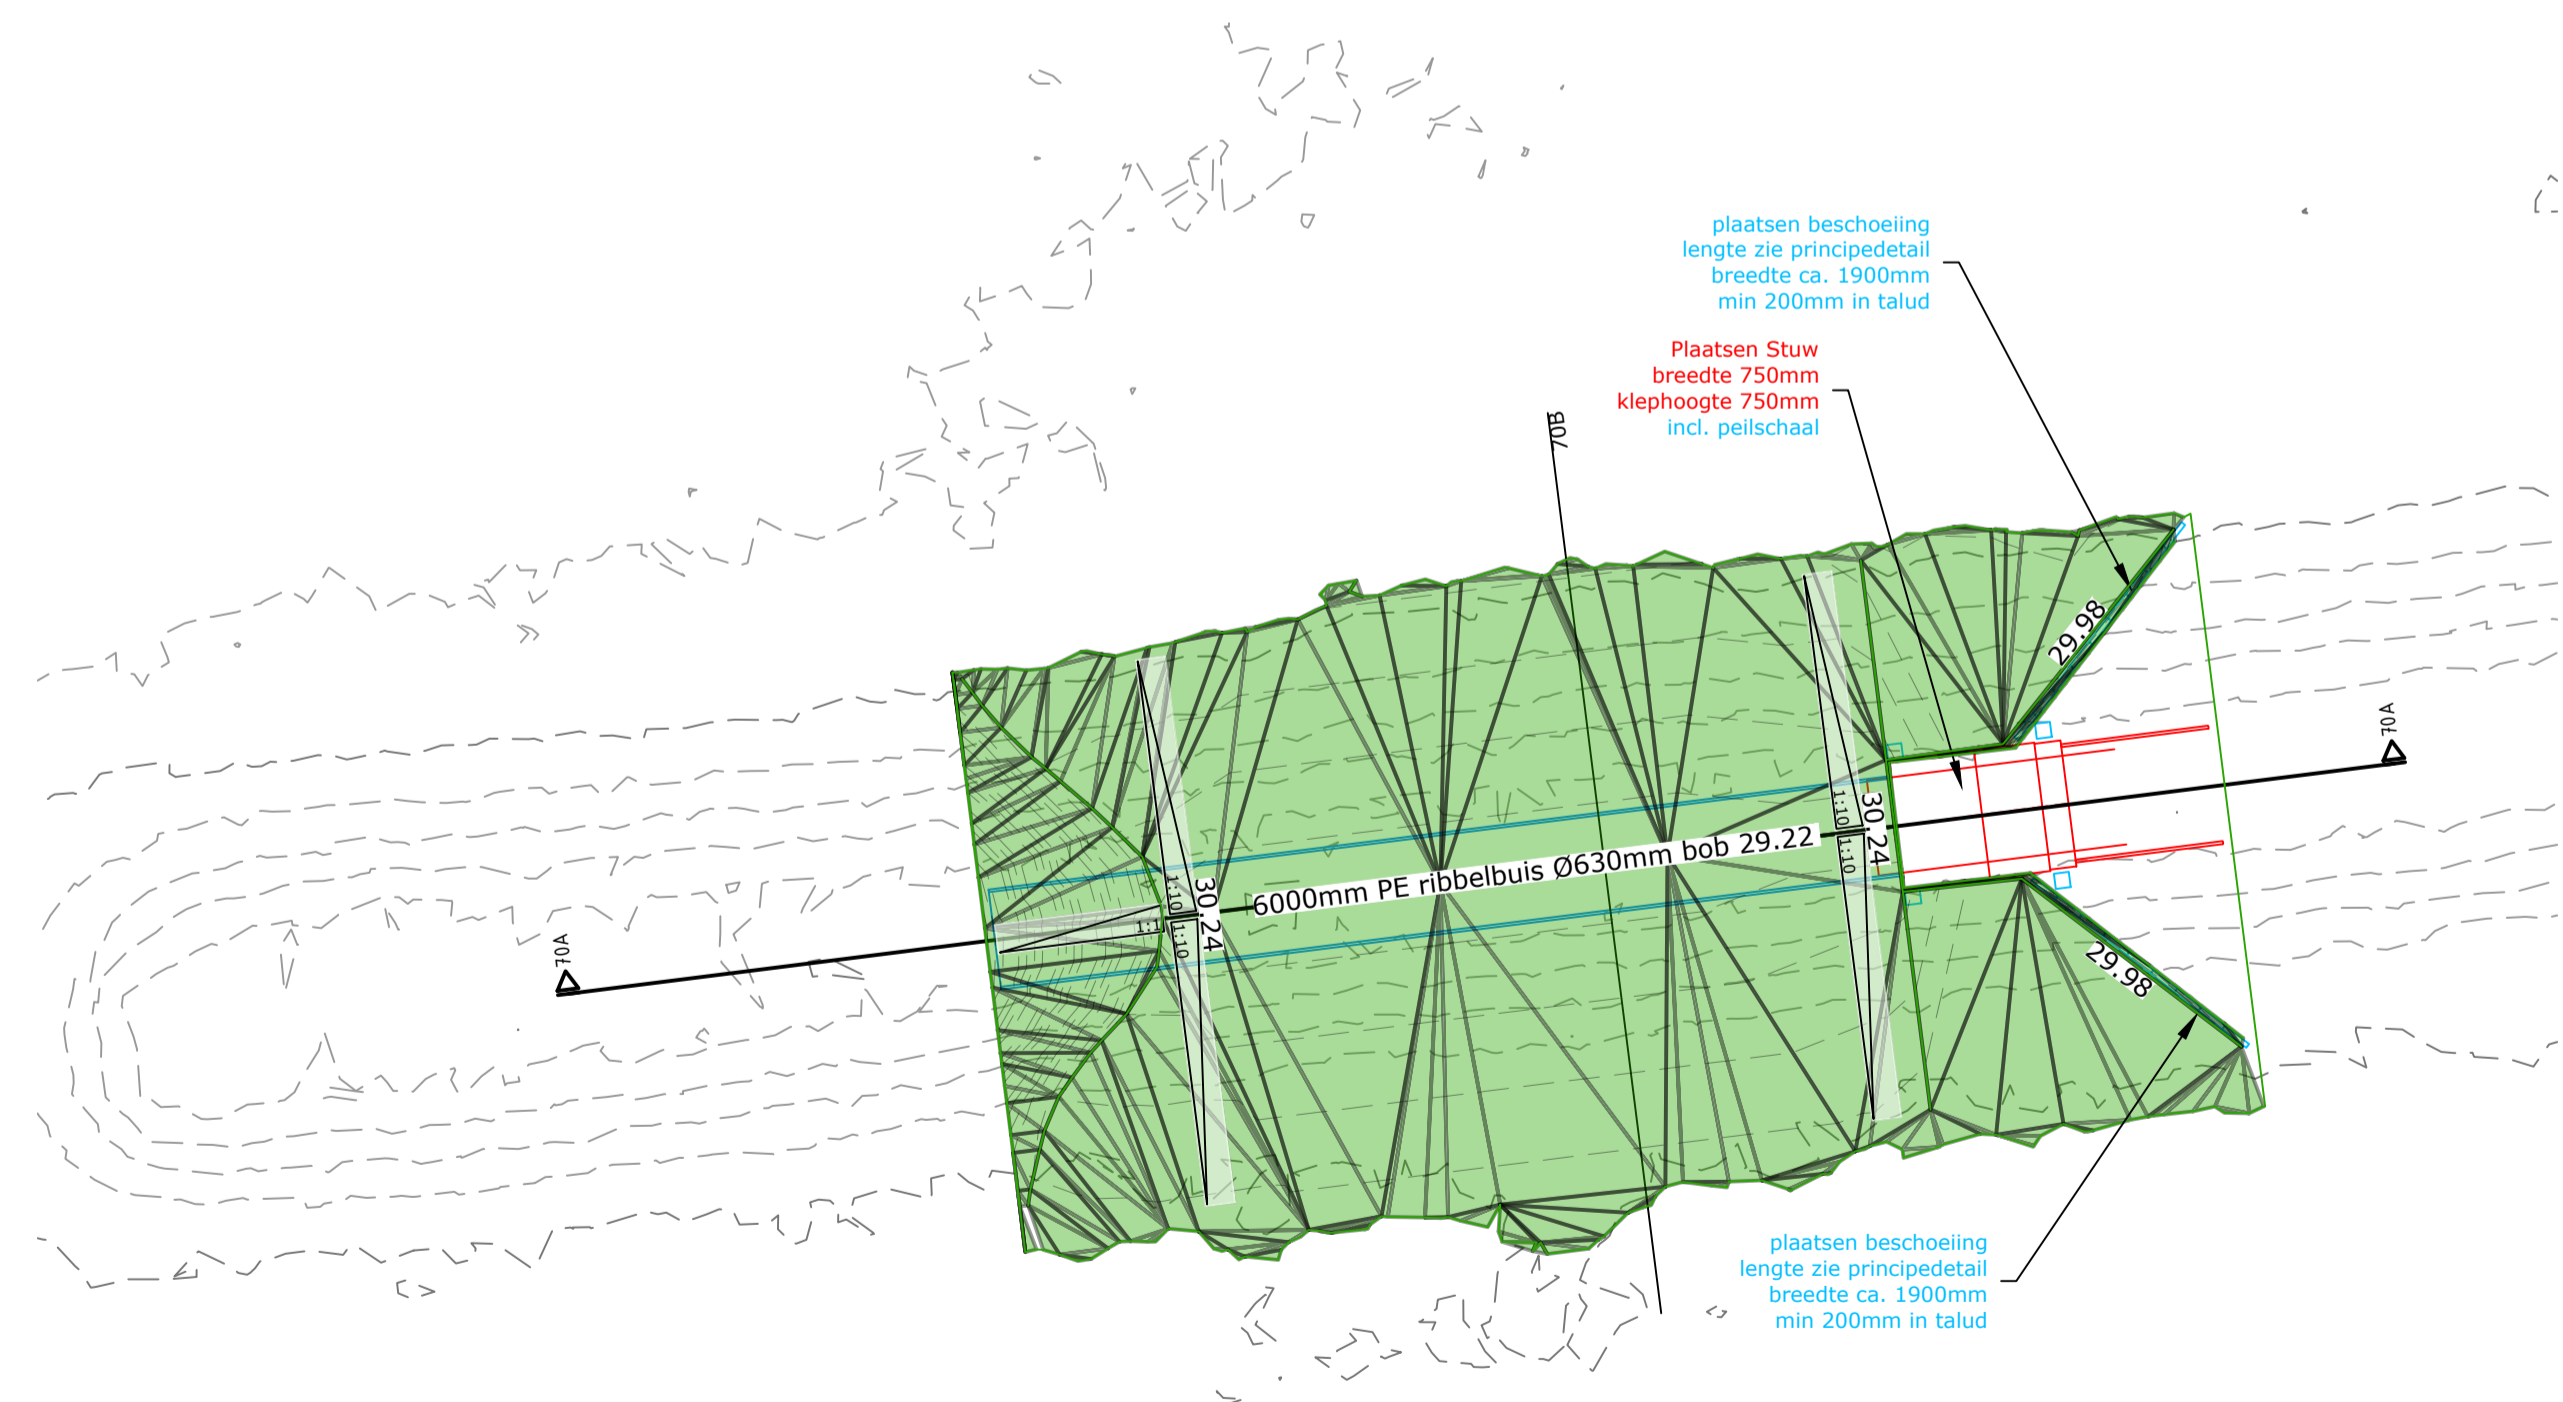 plaatsen beschoeiing
lengte zie principedetail
breedte ca. 1900mm
min 200mm in talud
Plaatsen Stuw
breedte 750mm
klephoogte 750mm
incl. peilschaal
70B
29.98
70A
1:10
30.24
1:10
6000mm PE ribbelbuis Ø630mm bob 29.22
1:10
30.24
1:10
1:1
70A
29.98
plaatsen beschoeiing
lengte zie principedetail
breedte ca. 1900mm
min 200mm in talud